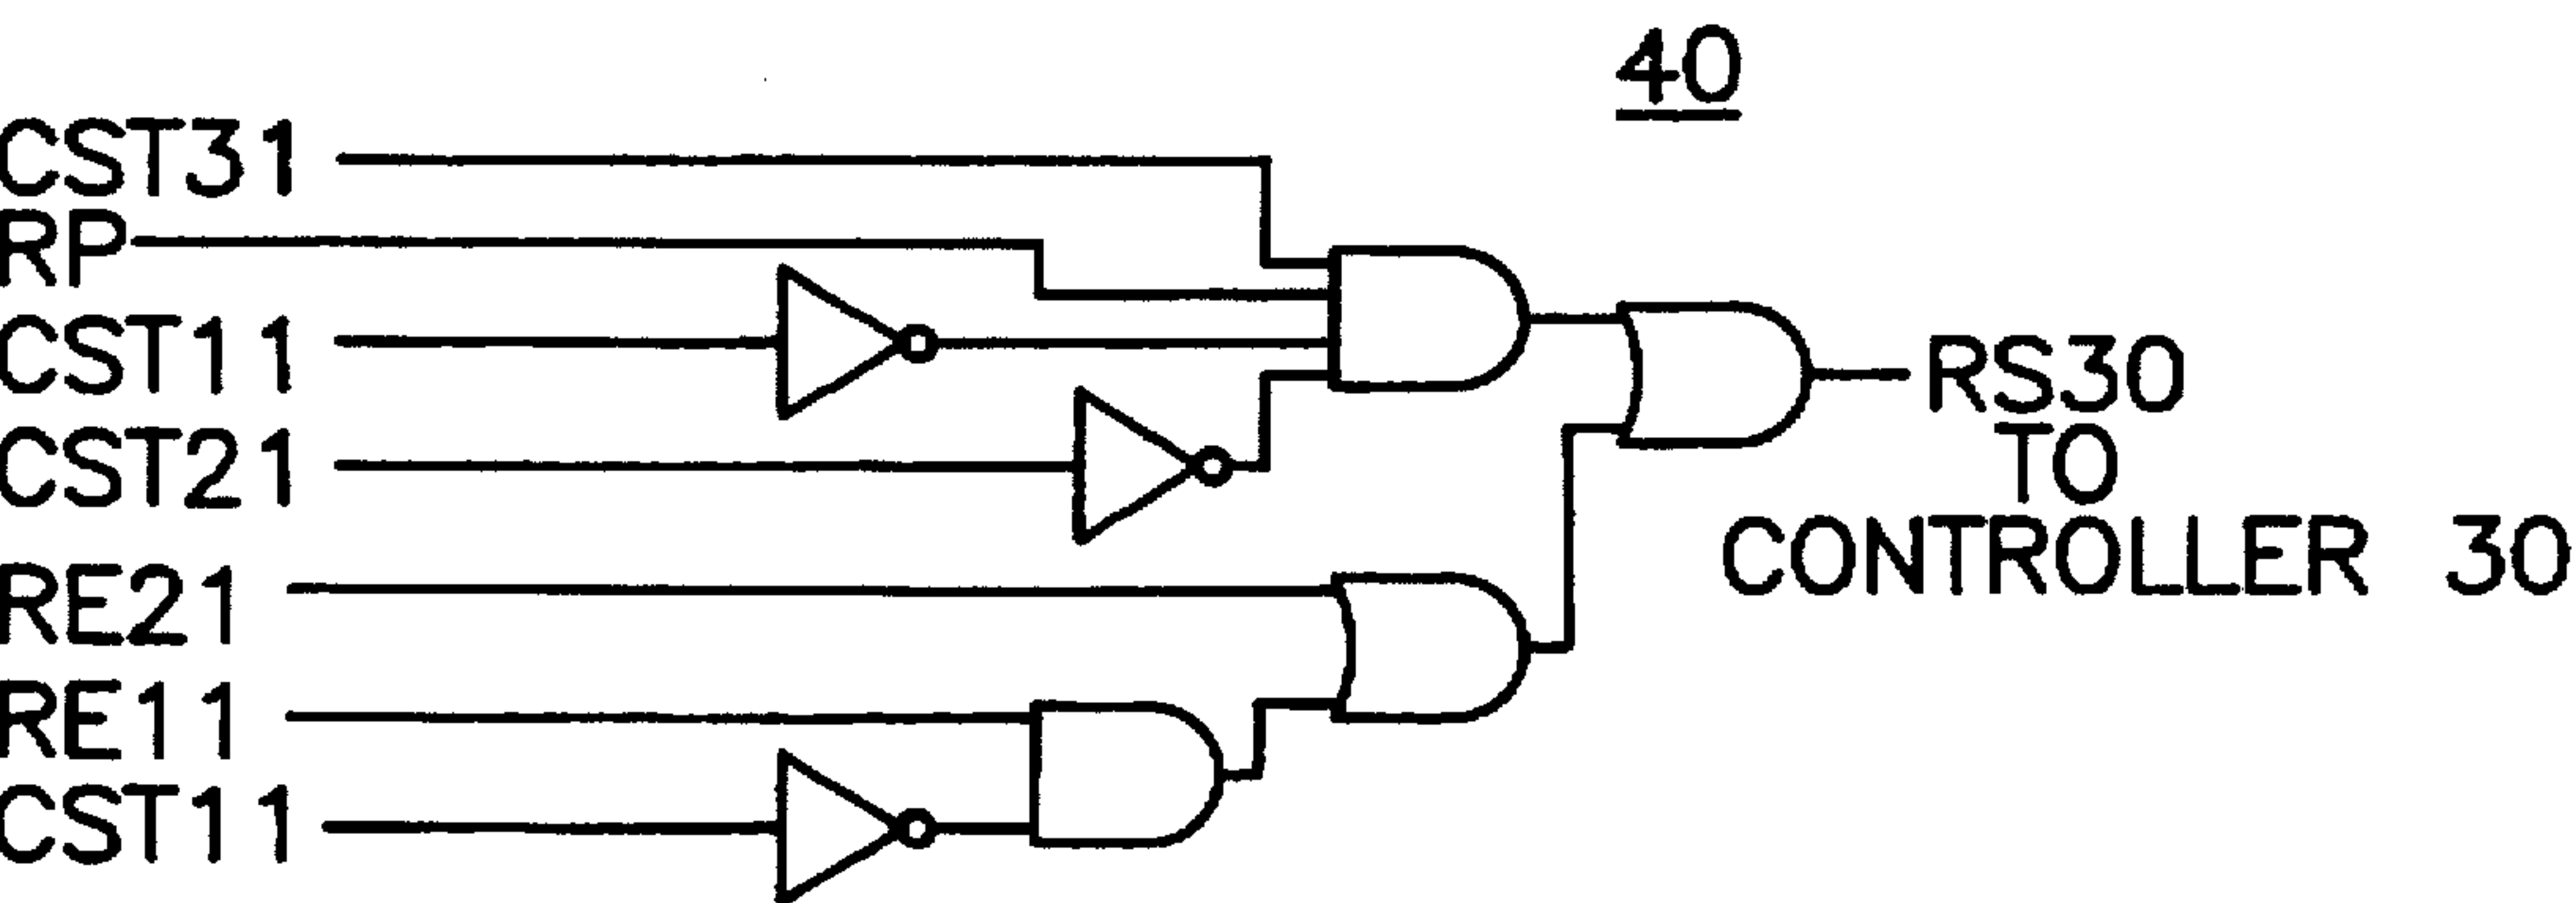 40
CST31
RP
CST11
CST21
RE21
RE11
CST11
RS30
TO
CONTROLLER 30